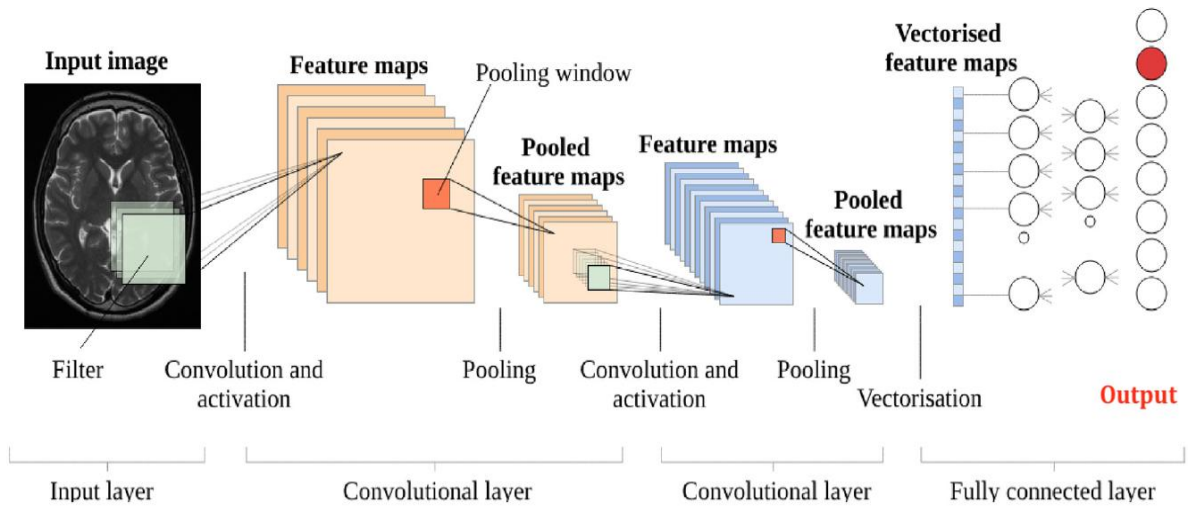 Input image
Feature maps
Pooling window
Pooled
feature maps
Feature maps
Pooled
feature maps
Vectorised
feature maps
Filter
Convolution and
activation
Pooling
Convolution and
activation
Pooling
Vectorisation
Output
Input layer
Convolutional layer
Convolutional layer
Fully connected layer